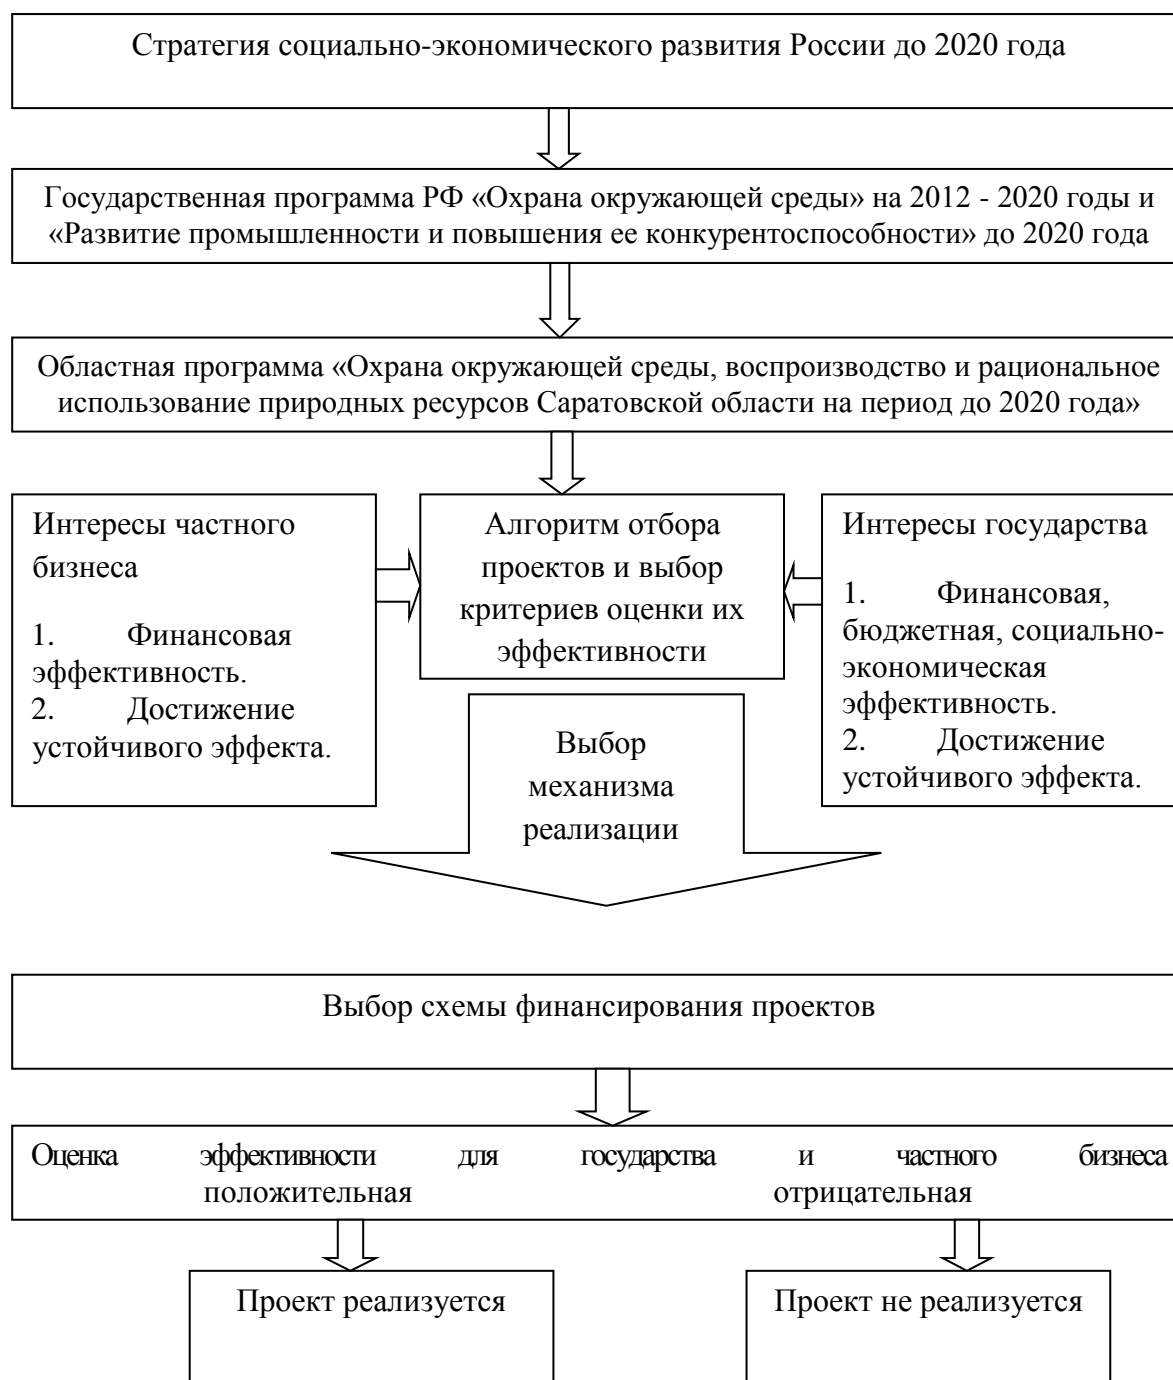 Стратегия социально-экономического развития России до 2020 года
Государственная программа РФ «Охрана окружающей среды» на 2012 - 2020 годы и
«Развитие промышленности и повышения ее конкурентоспособности» до 2020 года
Областная программа «Охрана окружающей среды, воспроизводство и рациональное
использование природных ресурсов Саратовской области на период до 2020 года»
Интересы частного
бизнеса
1. Финансовая
эффективность.
2. Достижение
устойчивого эффекта.
Алгоритм отбора
проектов и выбор
критериев оценки их
эффективности
Интересы государства
1. Финансовая,
бюджетная, социально-
экономическая
эффективность.
2. Достижение
устойчивого эффекта.
Выбор
механизма
реализации
Выбор схемы финансирования проектов
Оценка эффективности для государства и частного бизнеса
положительная отрицательная
Проект реализуется
Проект не реализуется